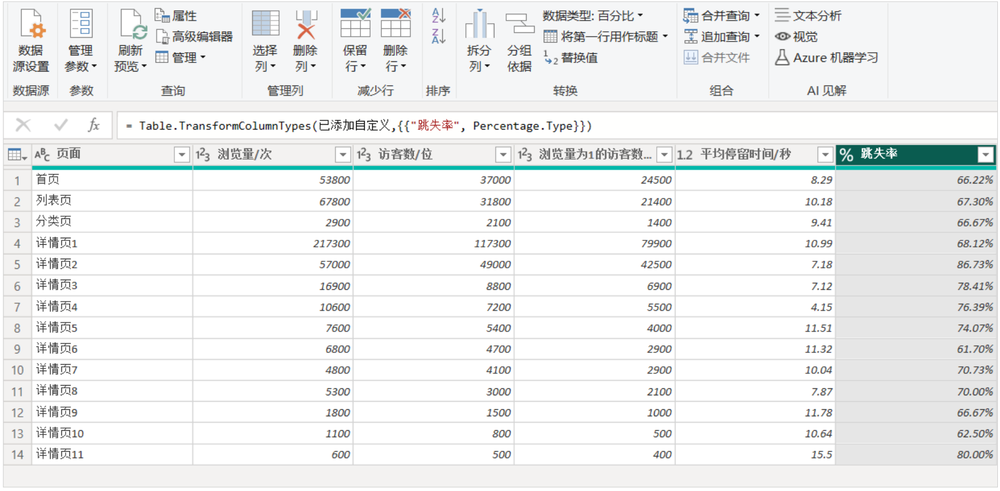 数据
源设置
管理
参数
刷新
预览
属性
高级编辑器
管理
选择
列
删除
列
保留
行
删除
行
A
Z
Z
A
拆分
列
分组
依据
数据类型: 百分比
将第一行用作标题
1
2 替换值
合并查询
追加查询
合并文件
文本分析
视觉
Azure 机器学习
数据源
参数
查询
管理列
减少行
排序
转换
组合
AI 见解
fx
= Table.TransformColumnTypes(已添加自定义,{{"跳失率", Percentage.Type}})
ABC 页面 123 浏览量/次 123 访客数/位 123 浏览量为1的访客数... 1.2 平均停留时间/秒 % 跳失率
1 首页 53800 37000 24500 8.29 66.22%
2 列表页 67800 31800 21400 10.18 67.30%
3 分类页 2900 2100 1400 9.41 66.67%
4 详情页1 217300 117300 79900 10.99 68.12%
5 详情页2 57000 49000 42500 7.18 86.73%
6 详情页3 16900 8800 6900 7.12 78.41%
7 详情页4 10600 7200 5500 4.15 76.39%
8 详情页5 7600 5400 4000 11.51 74.07%
9 详情页6 6800 4700 2900 11.32 61.70%
10 详情页7 4800 4100 2900 10.04 70.73%
11 详情页8 5300 3000 2100 7.87 70.00%
12 详情页9 1800 1500 1000 11.78 66.67%
13 详情页10 1100 800 500 10.64 62.50%
14 详情页11 600 500 400 15.5 80.00%